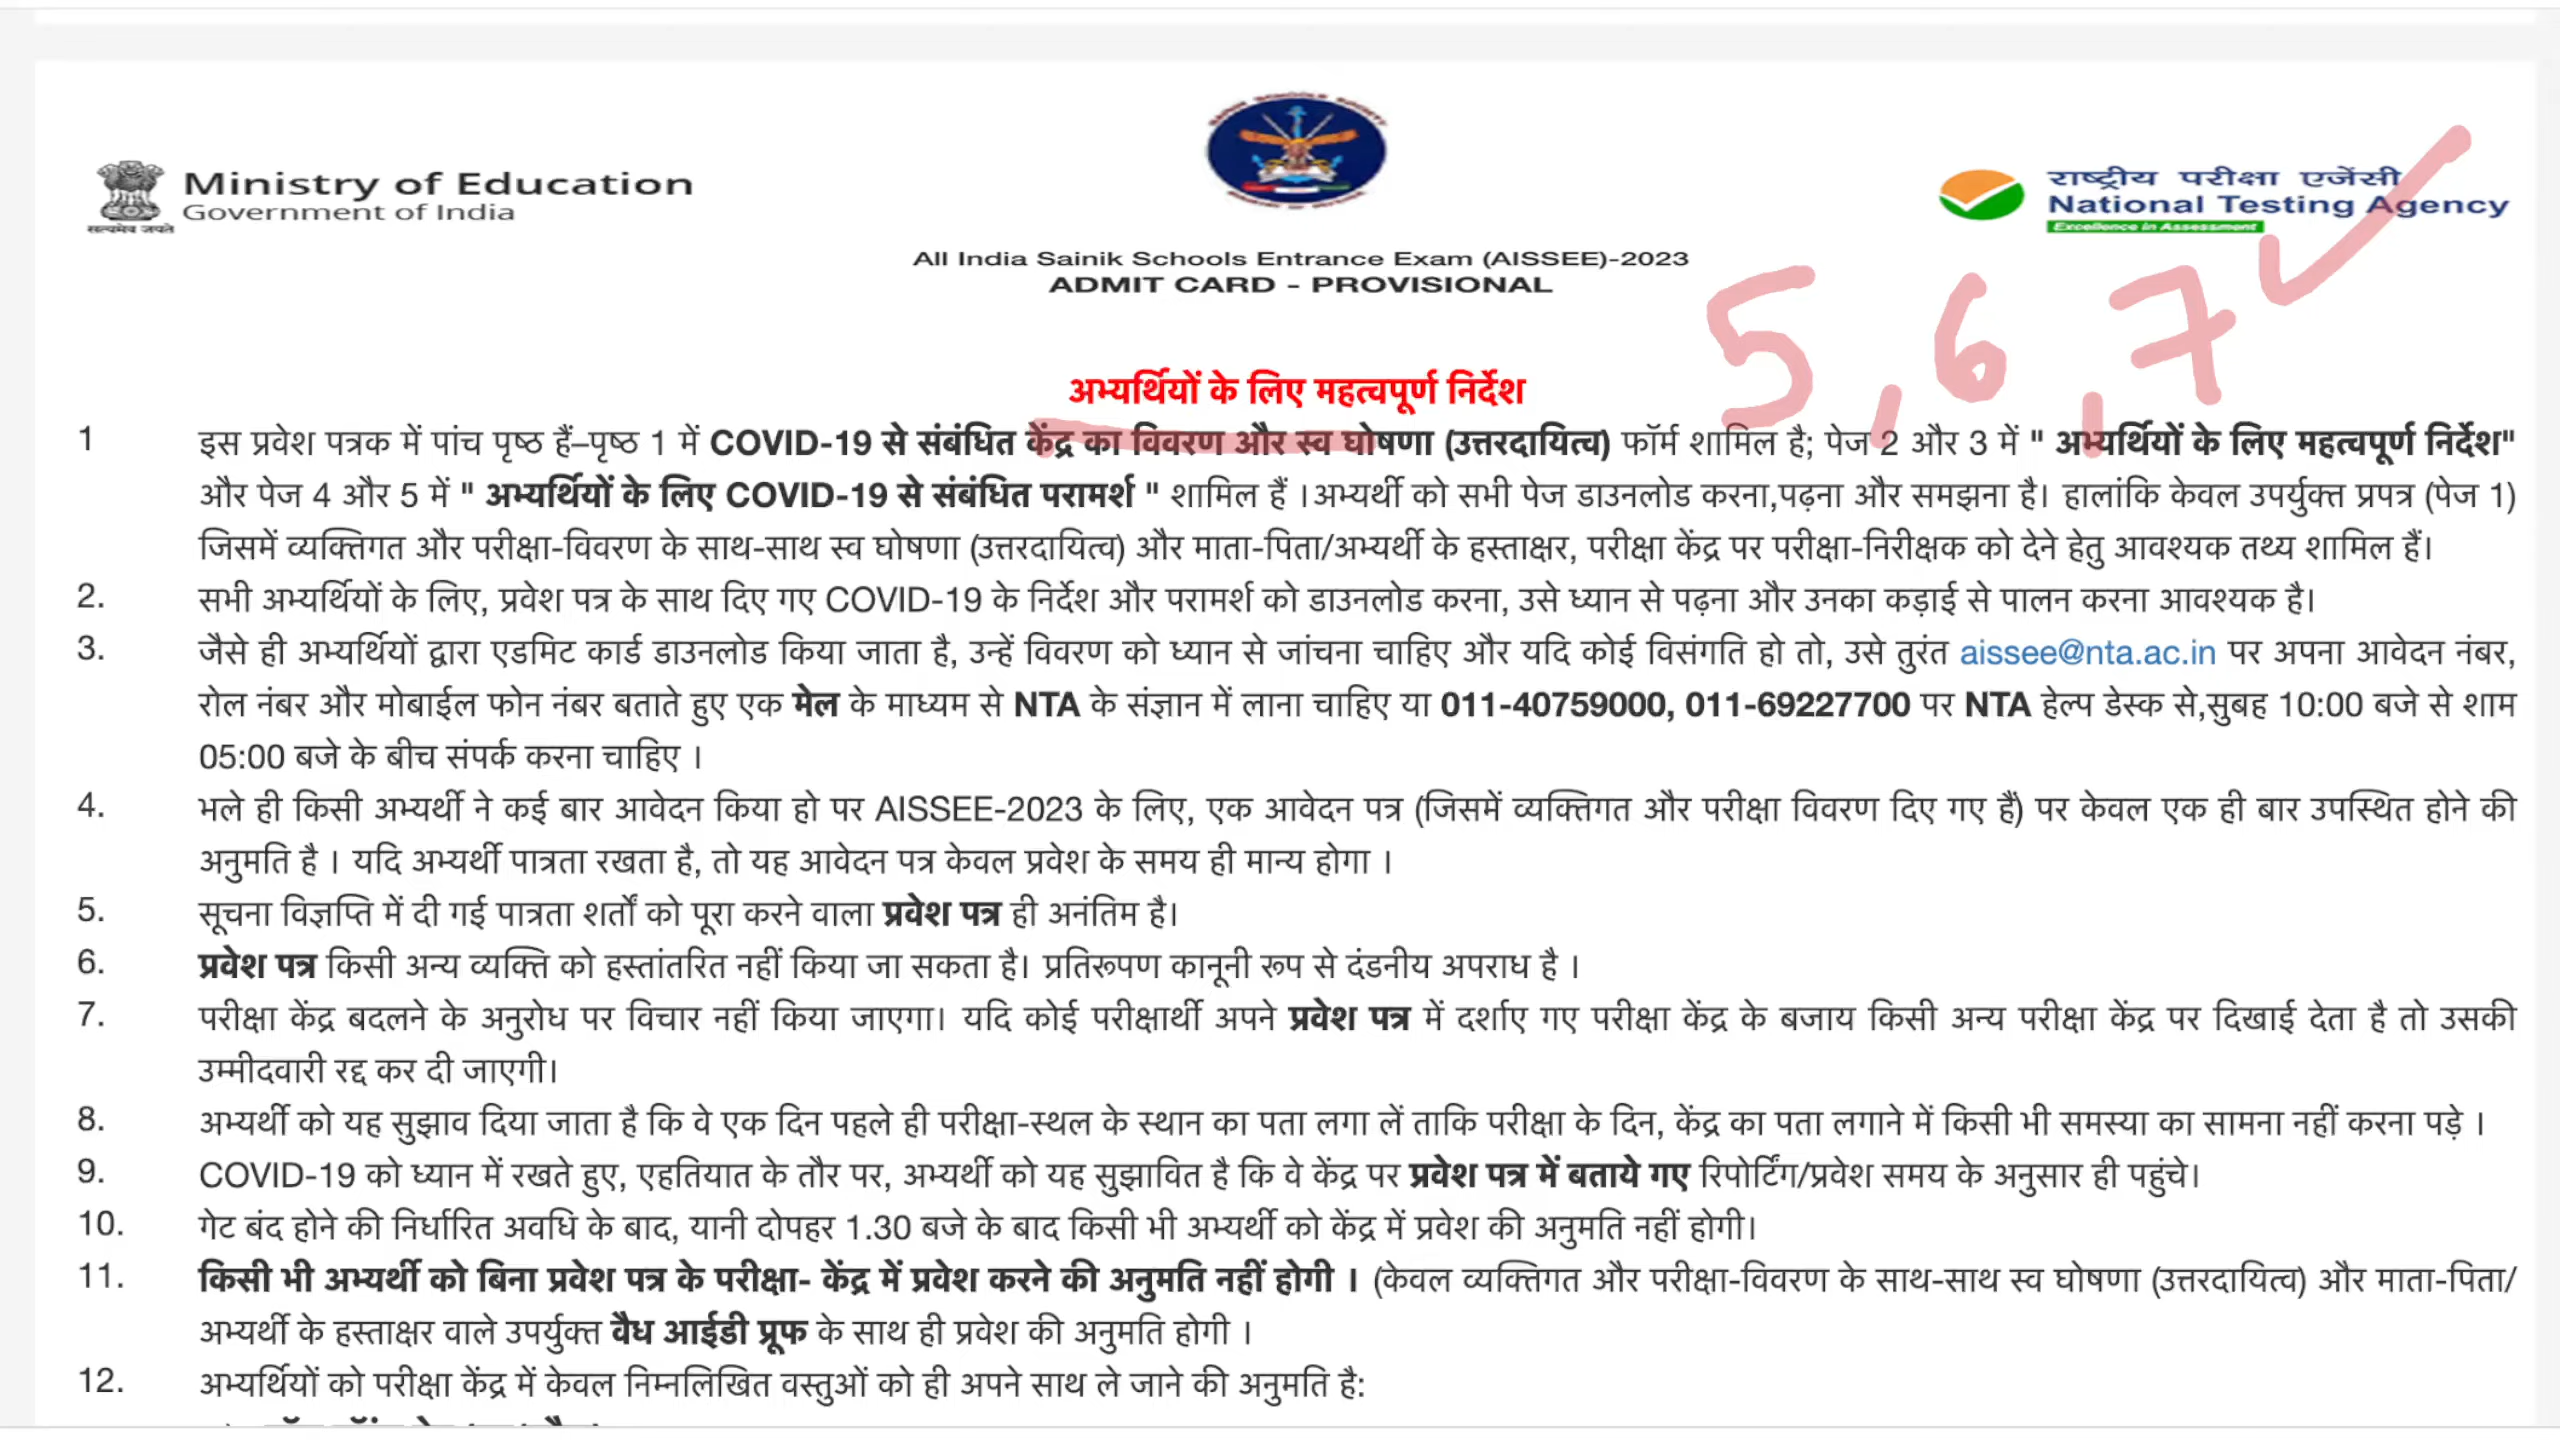 सत्यमेव जयते
Ministry of Education
Government of India
राष्ट्रीय परीक्षा एजेंसी
National Testing Agency
Excellence in Assessment
All India Sainik Schools Entrance Exam (AISSEE)-2023
ADMIT CARD - PROVISIONAL
5, 6, 7
अभ्यर्थियों के लिए महत्वपूर्ण निर्देश
1 इस प्रवेश पत्रक में पांच पृष्ठ हैं–पृष्ठ 1 में COVID-19 से संबंधित केंद्र का विवरण और स्व घोषणा (उत्तरदायित्व) फॉर्म शामिल है; पेज 2 और 3 में " अभ्यर्थियों के लिए महत्वपूर्ण निर्देश"
और पेज 4 और 5 में " अभ्यर्थियों के लिए COVID-19 से संबंधित परामर्श " शामिल हैं ।अभ्यर्थी को सभी पेज डाउनलोड करना,पढ़ना और समझना है। हालांकि केवल उपर्युक्त प्रपत्र (पेज 1)
जिसमें व्यक्तिगत और परीक्षा-विवरण के साथ-साथ स्व घोषणा (उत्तरदायित्व) और माता-पिता/अभ्यर्थी के हस्ताक्षर, परीक्षा केंद्र पर परीक्षा-निरीक्षक को देने हेतु आवश्यक तथ्य शामिल हैं।
2. सभी अभ्यर्थियों के लिए, प्रवेश पत्र के साथ दिए गए COVID-19 के निर्देश और परामर्श को डाउनलोड करना, उसे ध्यान से पढ़ना और उनका कड़ाई से पालन करना आवश्यक है।
3. जैसे ही अभ्यर्थियों द्वारा एडमिट कार्ड डाउनलोड किया जाता है, उन्हें विवरण को ध्यान से जांचना चाहिए और यदि कोई विसंगति हो तो, उसे तुरंत aissee@nta.ac.in पर अपना आवेदन नंबर,
रोल नंबर और मोबाईल फोन नंबर बताते हुए एक मेल के माध्यम से NTA के संज्ञान में लाना चाहिए या 011-40759000, 011-69227700 पर NTA हेल्प डेस्क से,सुबह 10:00 बजे से शाम
05:00 बजे के बीच संपर्क करना चाहिए ।
4. भले ही किसी अभ्यर्थी ने कई बार आवेदन किया हो पर AISSEE-2023 के लिए, एक आवेदन पत्र (जिसमें व्यक्तिगत और परीक्षा विवरण दिए गए हैं) पर केवल एक ही बार उपस्थित होने की
अनुमति है । यदि अभ्यर्थी पात्रता रखता है, तो यह आवेदन पत्र केवल प्रवेश के समय ही मान्य होगा ।
5. सूचना विज्ञप्ति में दी गई पात्रता शर्तों को पूरा करने वाला प्रवेश पत्र ही अनंतिम है।
6. प्रवेश पत्र किसी अन्य व्यक्ति को हस्तांतरित नहीं किया जा सकता है। प्रतिरूपण कानूनी रूप से दंडनीय अपराध है ।
7. परीक्षा केंद्र बदलने के अनुरोध पर विचार नहीं किया जाएगा। यदि कोई परीक्षार्थी अपने प्रवेश पत्र में दर्शाए गए परीक्षा केंद्र के बजाय किसी अन्य परीक्षा केंद्र पर दिखाई देता है तो उसकी
उम्मीदवारी रद्द कर दी जाएगी।
8. अभ्यर्थी को यह सुझाव दिया जाता है कि वे एक दिन पहले ही परीक्षा-स्थल के स्थान का पता लगा लें ताकि परीक्षा के दिन, केंद्र का पता लगाने में किसी भी समस्या का सामना नहीं करना पड़े ।
9. COVID-19 को ध्यान में रखते हुए, एहतियात के तौर पर, अभ्यर्थी को यह सुझावित है कि वे केंद्र पर प्रवेश पत्र में बताये गए रिपोर्टिंग/प्रवेश समय के अनुसार ही पहुंचे।
10. गेट बंद होने की निर्धारित अवधि के बाद, यानी दोपहर 1.30 बजे के बाद किसी भी अभ्यर्थी को केंद्र में प्रवेश की अनुमति नहीं होगी।
11. किसी भी अभ्यर्थी को बिना प्रवेश पत्र के परीक्षा- केंद्र में प्रवेश करने की अनुमति नहीं होगी । (केवल व्यक्तिगत और परीक्षा-विवरण के साथ-साथ स्व घोषणा (उत्तरदायित्व) और माता-पिता/
अभ्यर्थी के हस्ताक्षर वाले उपर्युक्त वैध आईडी प्रूफ के साथ ही प्रवेश की अनुमति होगी ।
12. अभ्यर्थियों को परीक्षा केंद्र में केवल निम्नलिखित वस्तुओं को ही अपने साथ ले जाने की अनुमति है: